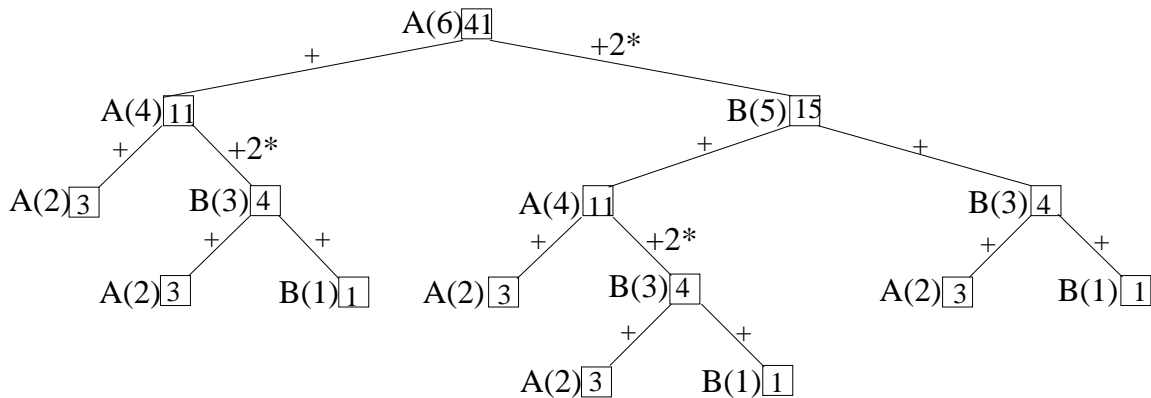 A(6) 41
+ +2*
A(4) 11 B(5) 15
+ +2* + +
A(2) 3 B(3) 4 A(4) 11 B(3) 4
+ + + +2* + +
A(2) 3 B(1) 1 A(2) 3 B(3) 4 A(2) 3 B(1) 1
+ +
A(2) 3 B(1) 1